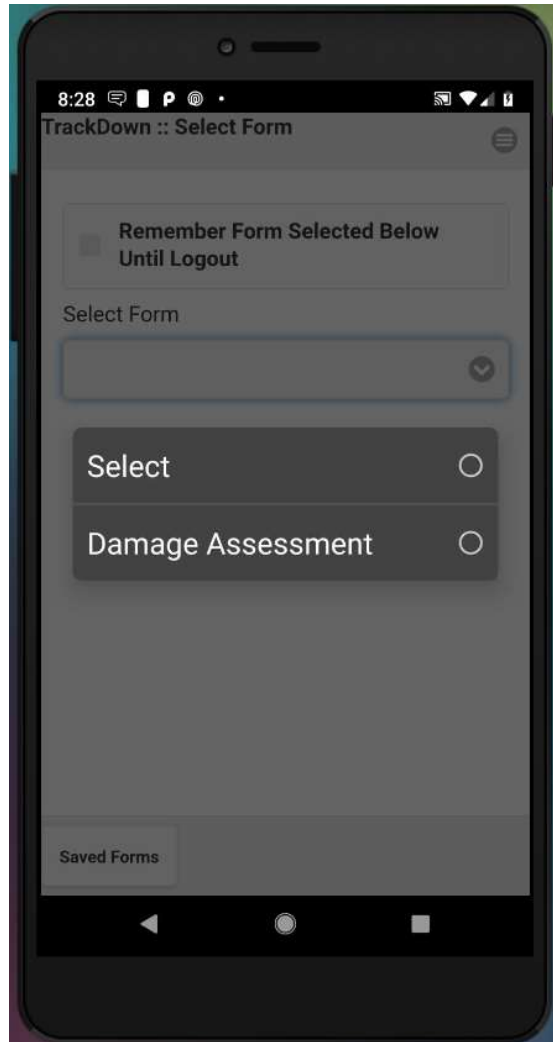 8:28
TrackDown :: Select Form
Remember Form Selected Below
Until Logout
Select Form
Select
Damage Assessment
Saved Forms